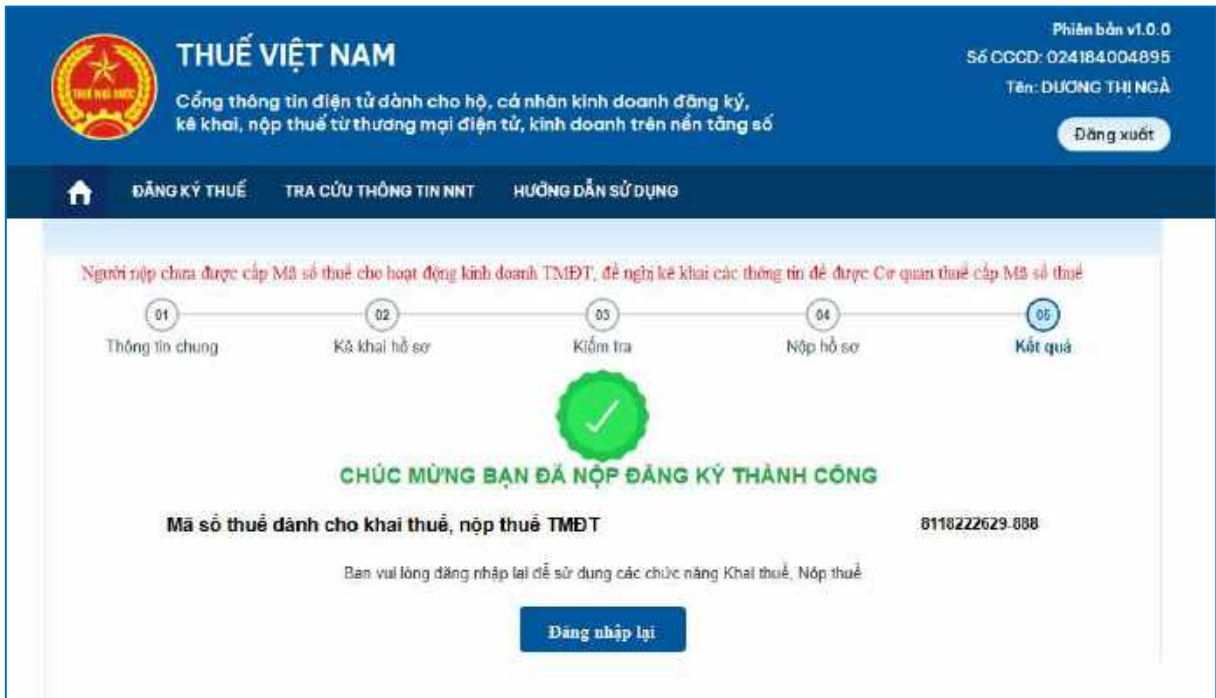 THUẾ VIỆT NAM
Cổng thông tin điện tử dành cho hộ, cá nhân kinh doanh đăng ký,
kê khai, nộp thuế từ thương mại điện tử, kinh doanh trên nền tảng số
Phiên bản v1.0.0
Số CCCD: 024184004895
Tên: DƯƠNG THỊ NGÀ
Đăng xuất
THUẾ NHÀ NƯỚC
ĐĂNG KÝ THUẾ TRA CỨU THÔNG TIN NNT HƯỚNG DẪN SỬ DỤNG
Người nộp chưa được cấp Mã số thuế cho hoạt động kinh doanh TMĐT, đề nghị kê khai các thông tin để được Cơ quan thuế cấp Mã số thuế
01 02 03 04 05
Thông tin chung Kê khai hồ sơ Kiểm tra Nộp hồ sơ Kết quả
CHÚC MỪNG BẠN ĐÃ NỘP ĐĂNG KÝ THÀNH CÔNG
Mã số thuế dành cho khai thuế, nộp thuế TMĐT 8118222629-888
Bạn vui lòng đăng nhập lại để sử dụng các chức năng Khai thuế, Nộp thuế
Đăng nhập lại